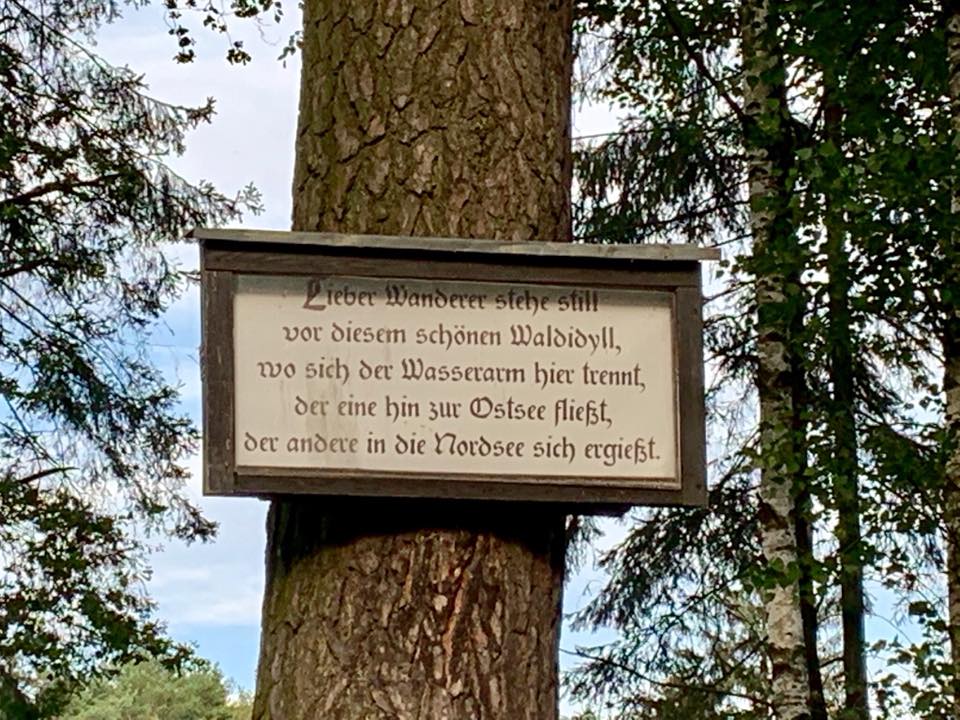 Lieber Wanderer stehe still
vor diesem schönen Waldidyll,
wo sich der Wasserarm hier trennt,
der eine hin zur Ostsee fließt,
der andere in die Nordsee sich ergießt.